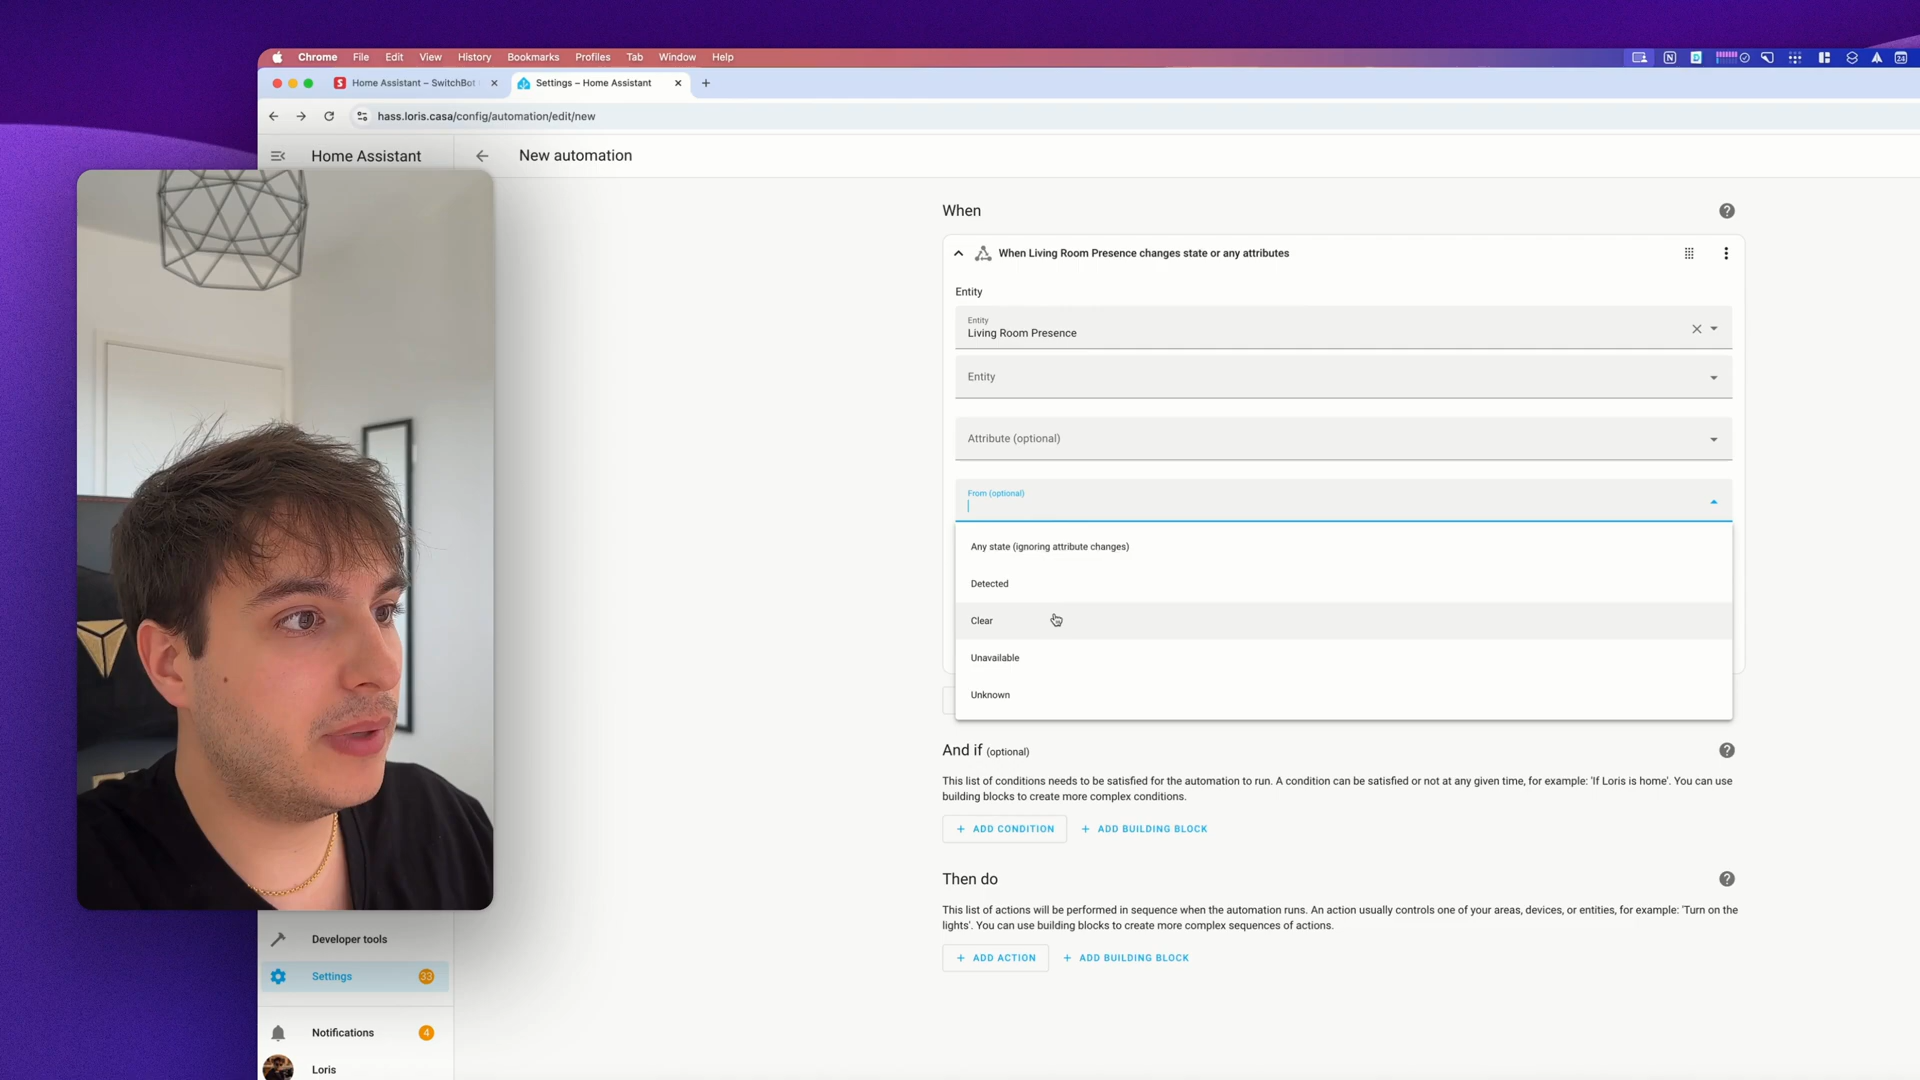 Chrome File Edit View History Bookmarks Profiles Tab Window Help
24
Home Assistant – SwitchBot
Settings – Home Assistant
hass.loris.casa/config/automation/edit/new
Home Assistant
New automation
When
When Living Room Presence changes state or any attributes
Entity
Entity
Living Room Presence
Entity
Attribute (optional)
From (optional)
Any state (ignoring attribute changes)
Detected
Clear
Unavailable
Unknown
And if (optional)
This list of conditions needs to be satisfied for the automation to run. A condition can be satisfied or not at any given time, for example: 'If Loris is home'. You can use
building blocks to create more complex conditions.
+ ADD CONDITION
+ ADD BUILDING BLOCK
Then do
This list of actions will be performed in sequence when the automation runs. An action usually controls one of your areas, devices, or entities, for example: 'Turn on the
lights'. You can use building blocks to create more complex sequences of actions.
+ ADD ACTION
+ ADD BUILDING BLOCK
Developer tools
Settings 33
Notifications 4
Loris